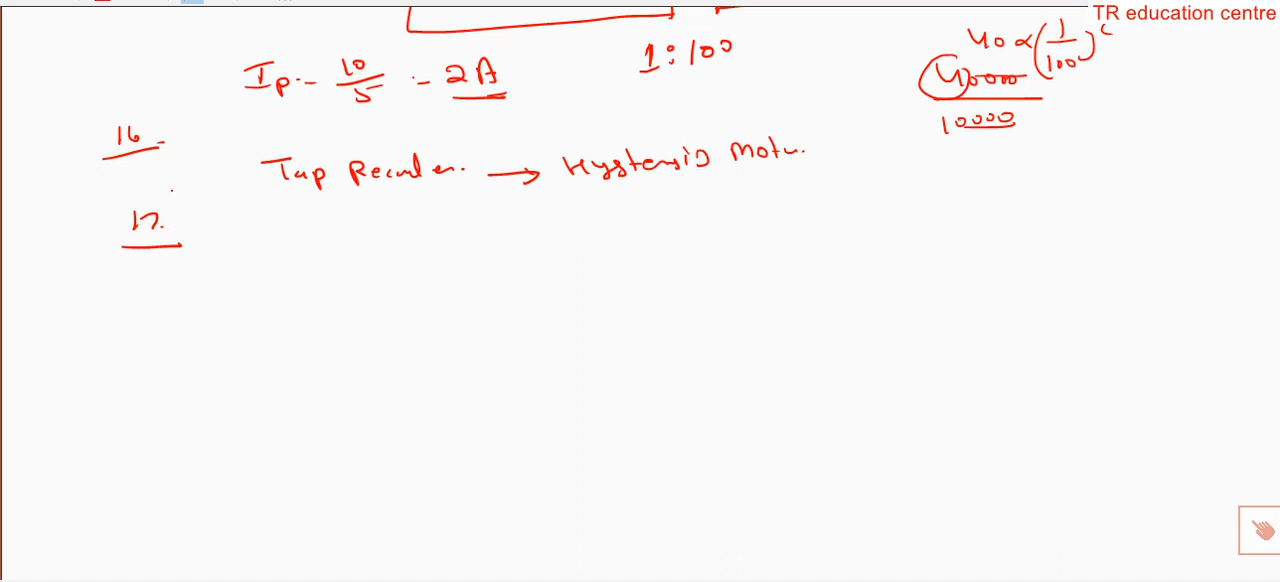 TR education centre
40 × (1/100)
40000
10000
1:100
Ip = 10/5 = 2A
16
Tap Recorder. → Hysteresis Motor.
17.